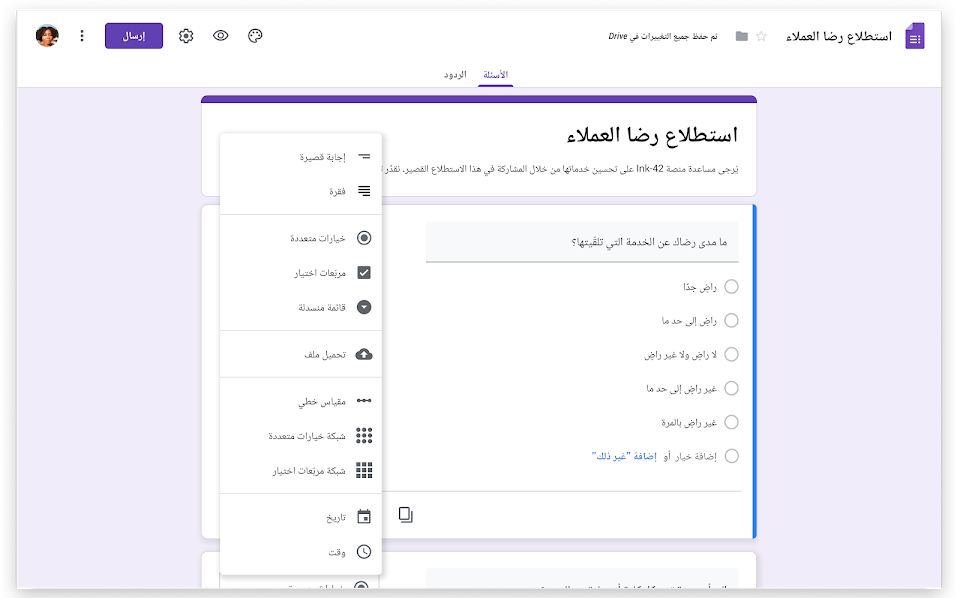 استطلاع رضا العملاء
تم حفظ جميع التغييرات في Drive
إرسال
الأسئلة
الردود
استطلاع رضا العملاء
يُرجى مساعدة منصة Ink-42 على تحسين خدماتها من خلال المشاركة في هذا الاستطلاع القصير. نقدّر
ما مدى رضاك عن الخدمة التي تلقّيتها؟
راضٍ جدًا
راضٍ إلى حد ما
لا راضٍ ولا غير راضٍ
غير راضٍ إلى حد ما
غير راضٍ بالمرة
إضافة خيار أو إضافة "غير ذلك"
إجابة قصيرة
فقرة
خيارات متعددة
مربّعات اختيار
قائمة منسدلة
تحميل ملف
مقياس خطي
شبكة خيارات متعددة
شبكة مربّعات اختيار
تاريخ
وقت